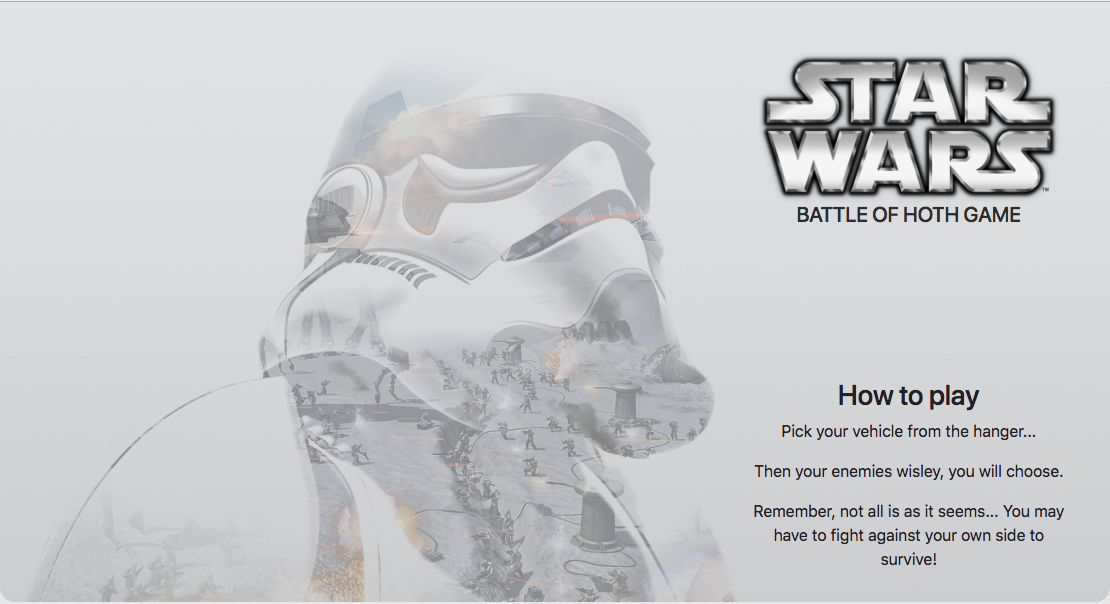 STAR
WARS
™
BATTLE OF HOTH GAME
How to play
Pick your vehicle from the hanger...
Then your enemies wisley, you will choose.
Remember, not all is as it seems... You may
have to fight against your own side to
survive!